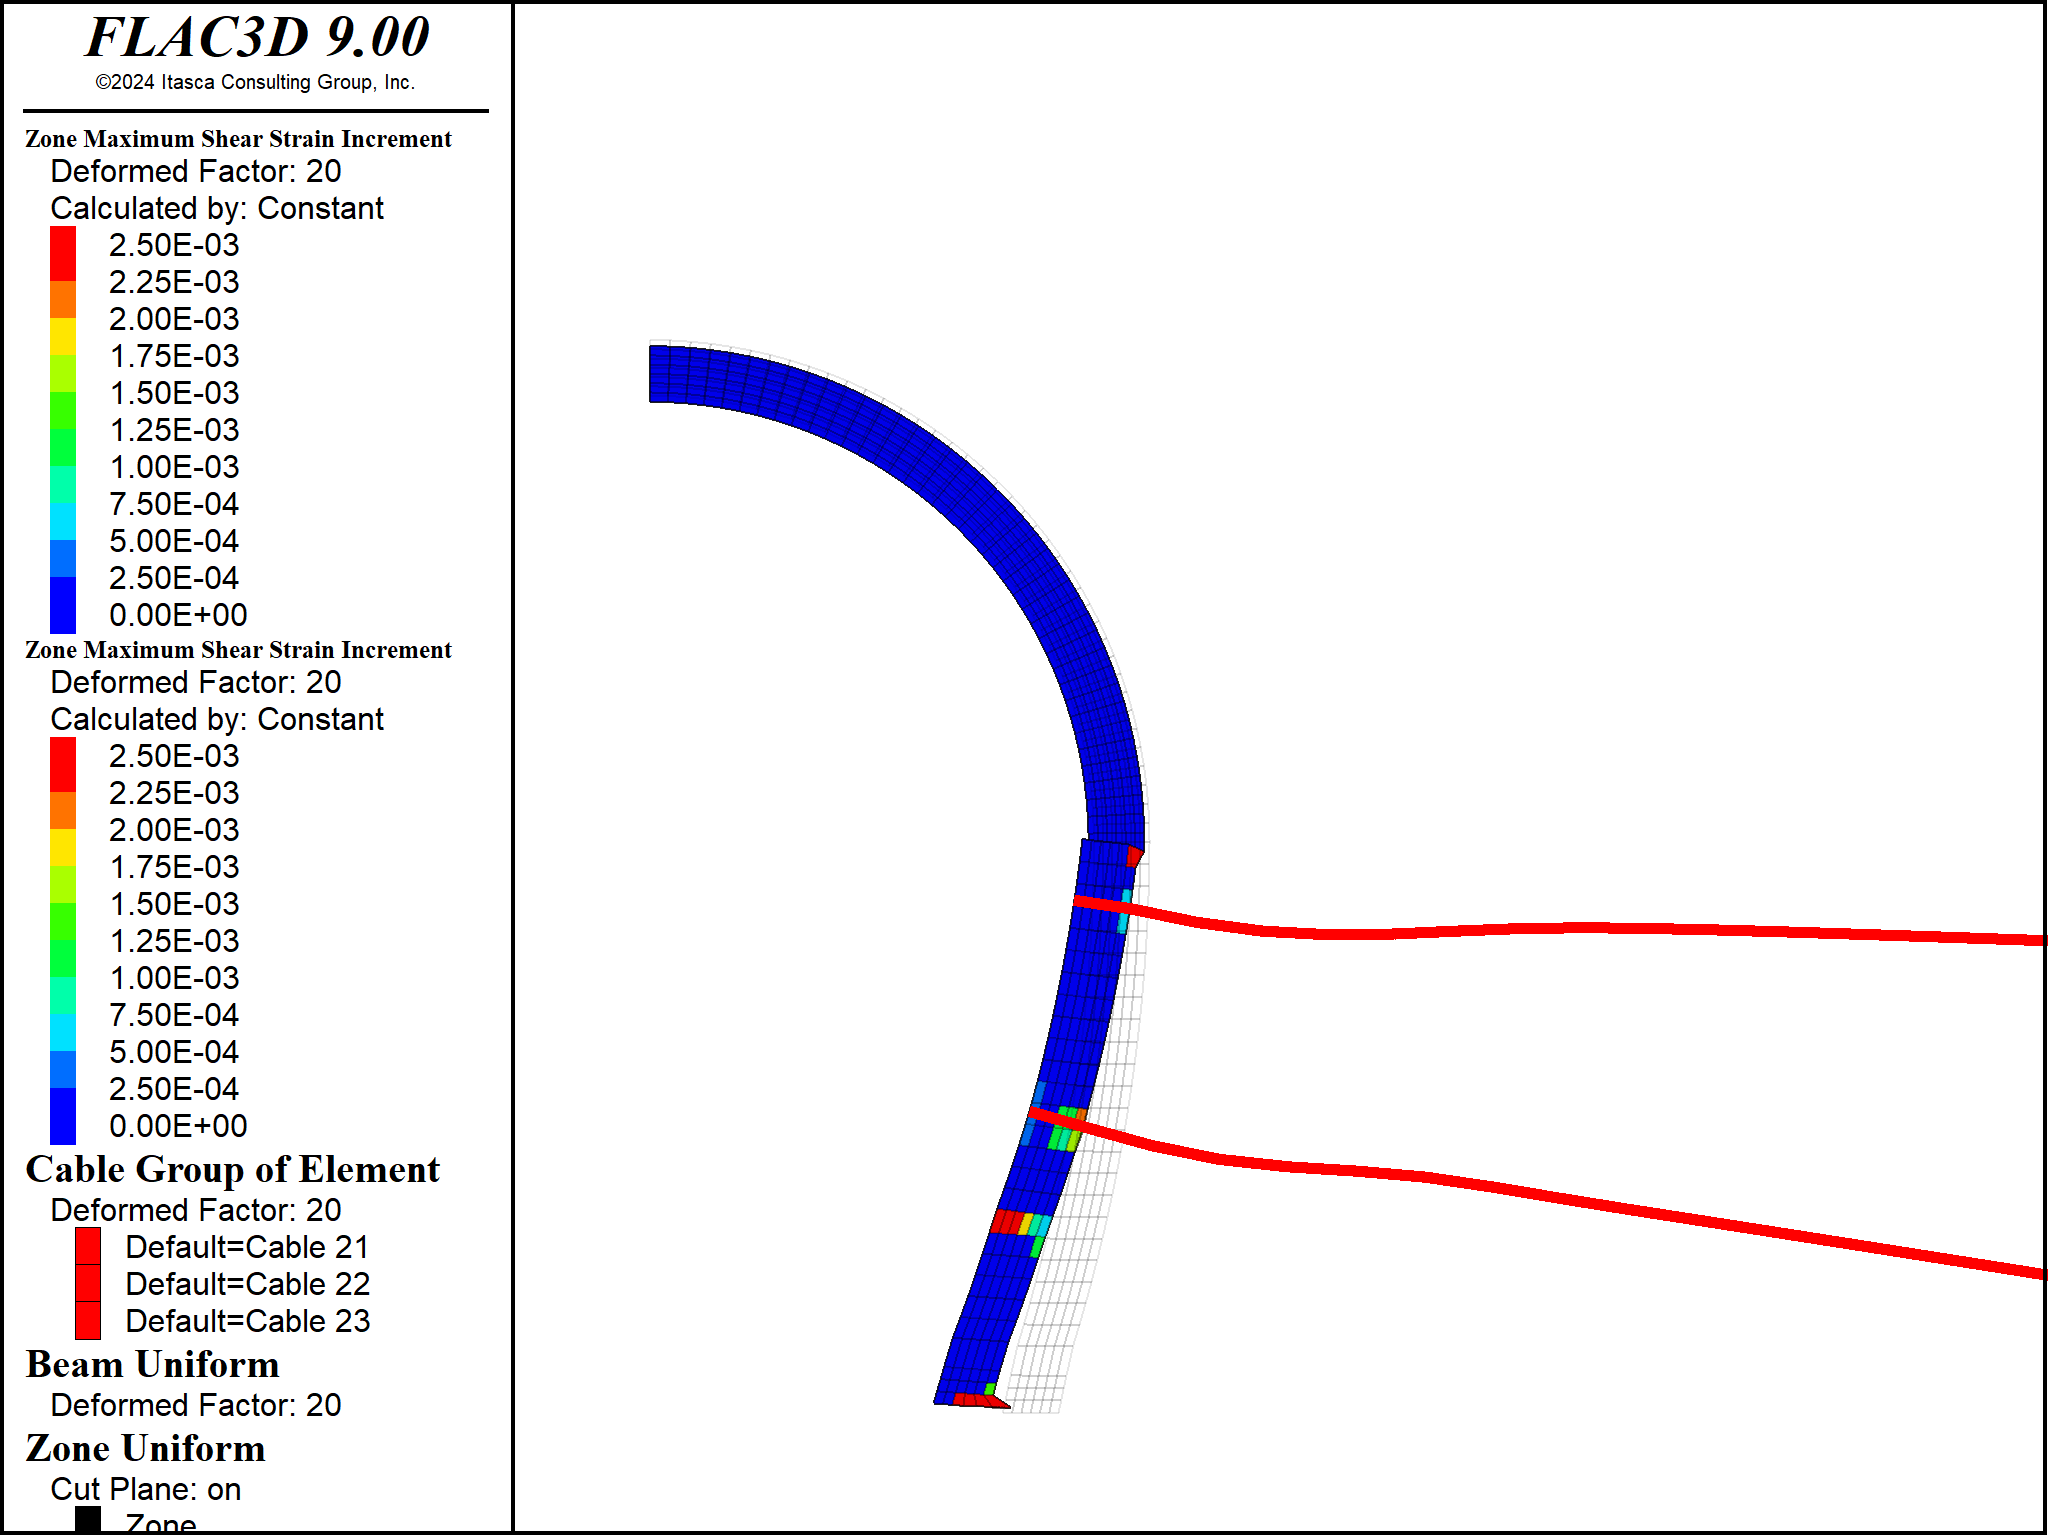 FLAC3D 9.00
©2024 Itasca Consulting Group, Inc.
Zone Maximum Shear Strain Increment
Deformed Factor: 20
Calculated by: Constant
2.50E-03
2.25E-03
2.00E-03
1.75E-03
1.50E-03
1.25E-03
1.00E-03
7.50E-04
5.00E-04
2.50E-04
0.00E+00
Zone Maximum Shear Strain Increment
Deformed Factor: 20
Calculated by: Constant
2.50E-03
2.25E-03
2.00E-03
1.75E-03
1.50E-03
1.25E-03
1.00E-03
7.50E-04
5.00E-04
2.50E-04
0.00E+00
Cable Group of Element
Deformed Factor: 20
Default=Cable 21
Default=Cable 22
Default=Cable 23
Beam Uniform
Deformed Factor: 20
Zone Uniform
Cut Plane: on
Zone